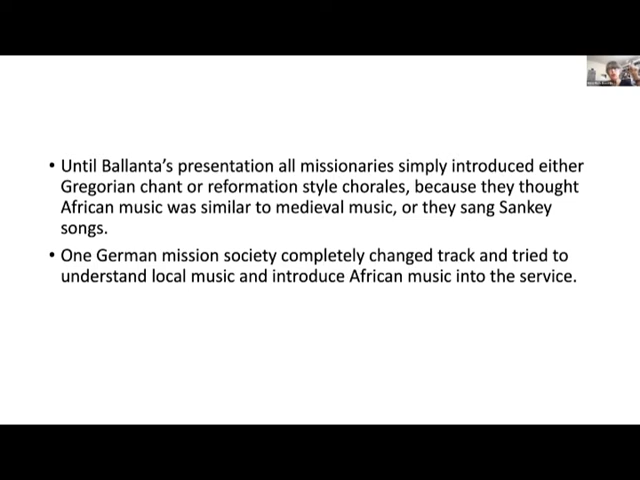 • Until Ballanta's presentation all missionaries simply introduced either
Gregorian chant or reformation style chorales, because they thought
African music was similar to medieval music, or they sang Sankey
songs.
• One German mission society completely changed track and tried to
understand local music and introduce African music into the service.